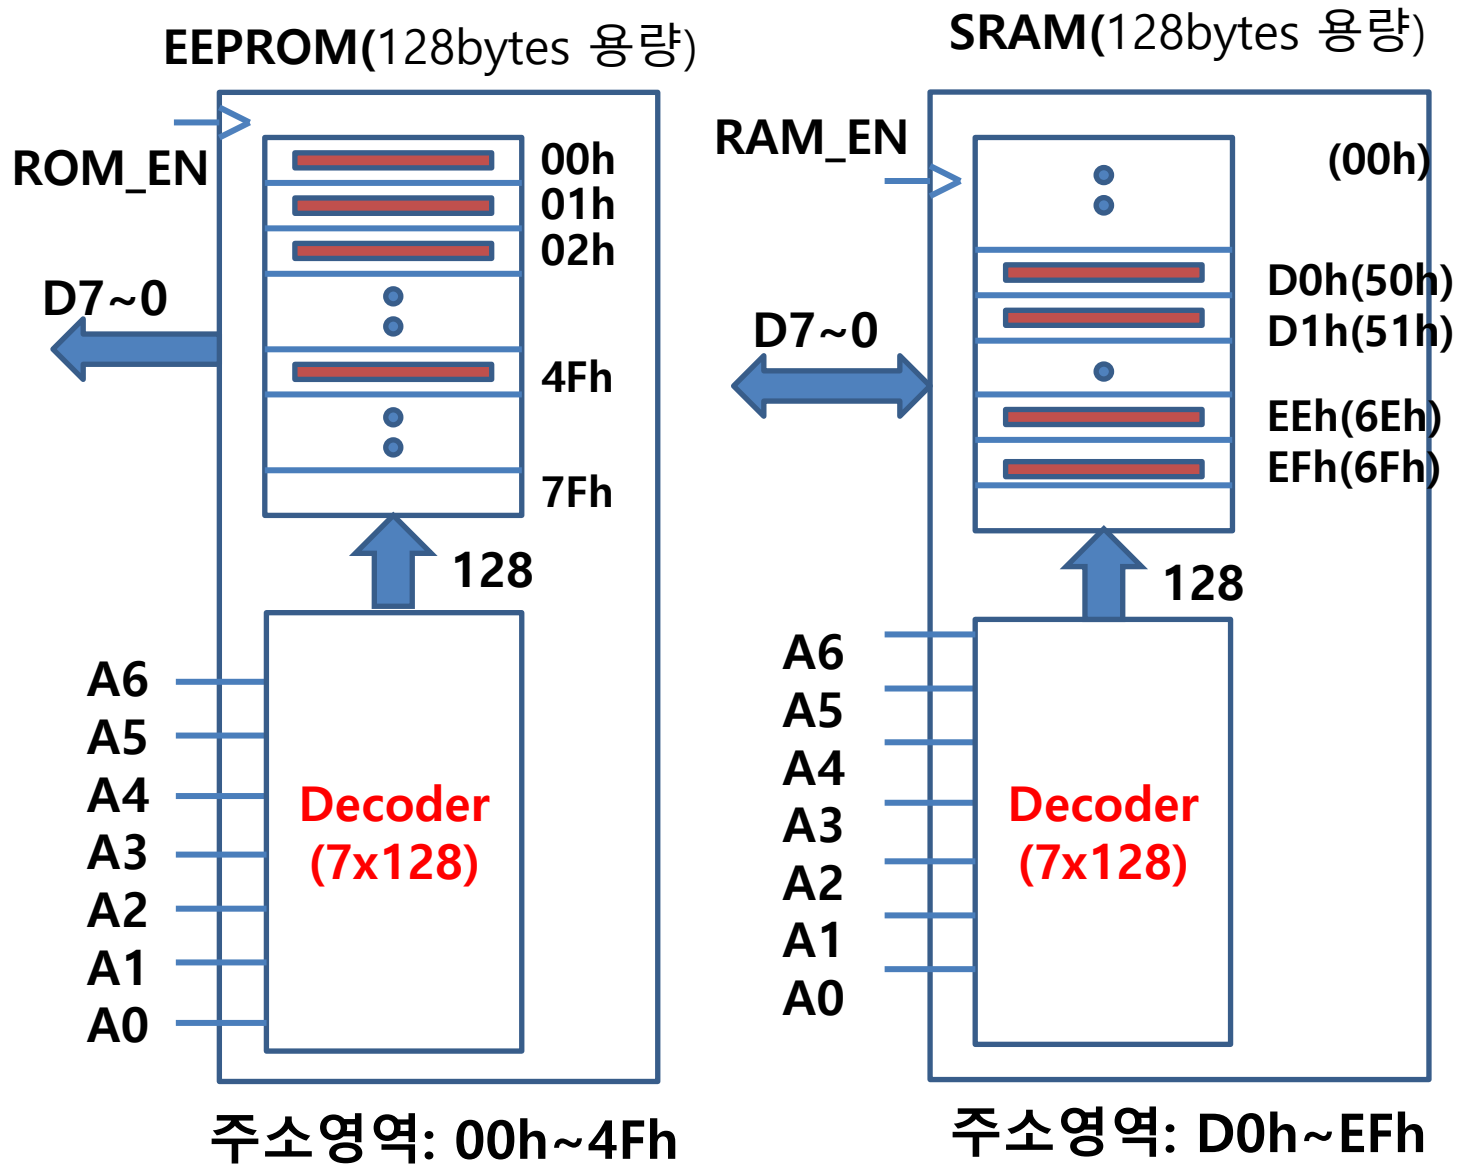 EEPROM(128bytes 용량)
ROM_EN
00h
01h
02h
D7~0
4Fh
7Fh
128
A6
A5
A4
A3
A2
A1
A0
Decoder
(7x128)
주소영역: 00h~4Fh
SRAM(128bytes 용량)
RAM_EN
(00h)
D0h(50h)
D1h(51h)
D7~0
EEh(6Eh)
EFh(6Fh)
128
A6
A5
A4
A3
A2
A1
A0
Decoder
(7x128)
주소영역: D0h~EFh